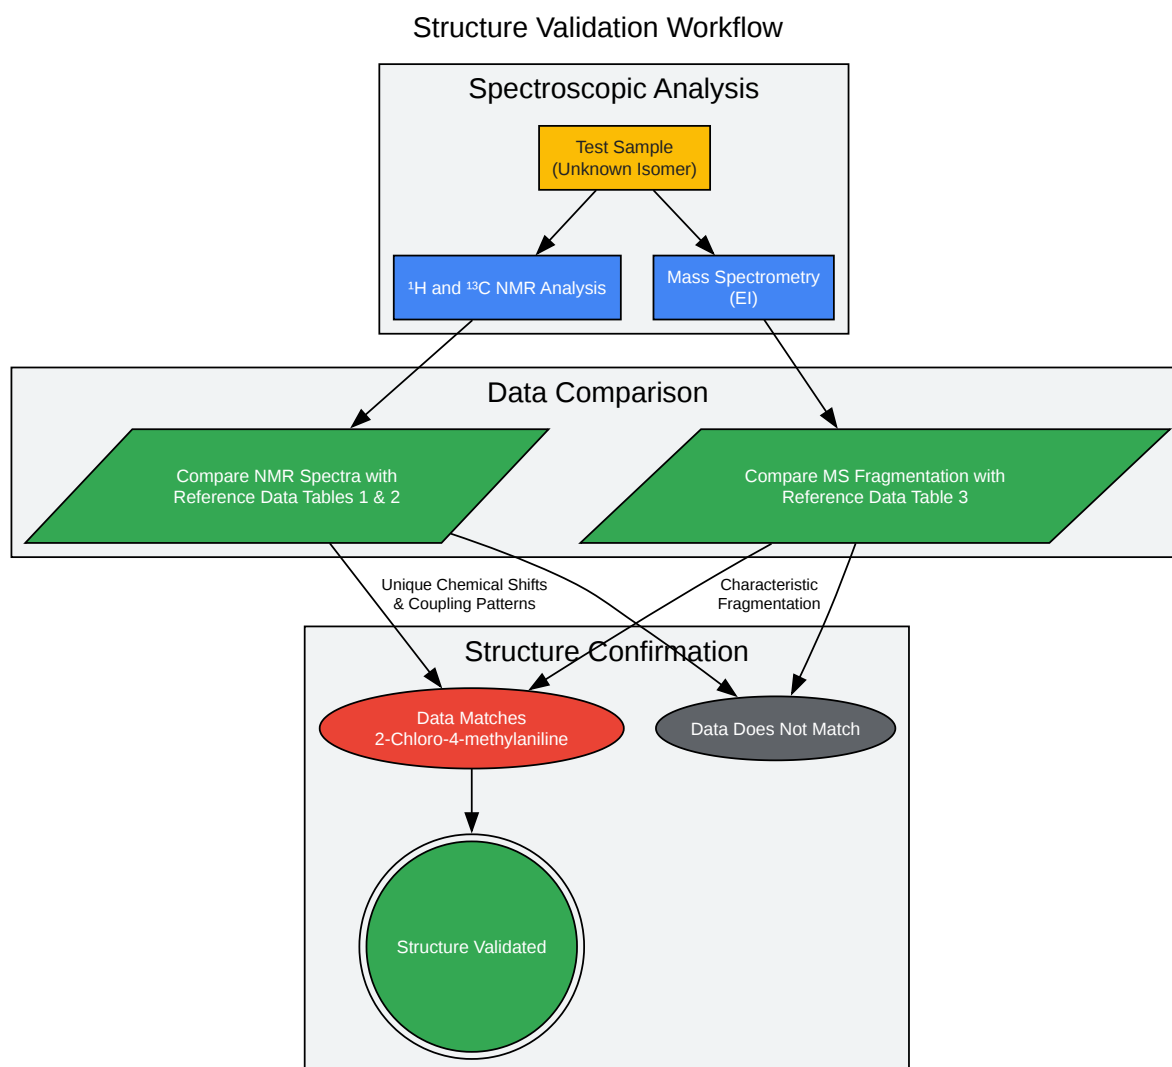 Structure Validation Workflow
Spectroscopic Analysis
Test Sample
(Unknown Isomer)
¹H and ¹³C NMR Analysis
Mass Spectrometry
(EI)
Data Comparison
Compare NMR Spectra with
Reference Data Tables 1 & 2
Compare MS Fragmentation with
Reference Data Table 3
Unique Chemical Shifts
& Coupling Patterns
Characteristic
Fragmentation
Structure Confirmation
Data Matches
2-Chloro-4-methylaniline
Data Does Not Match
Structure Validated